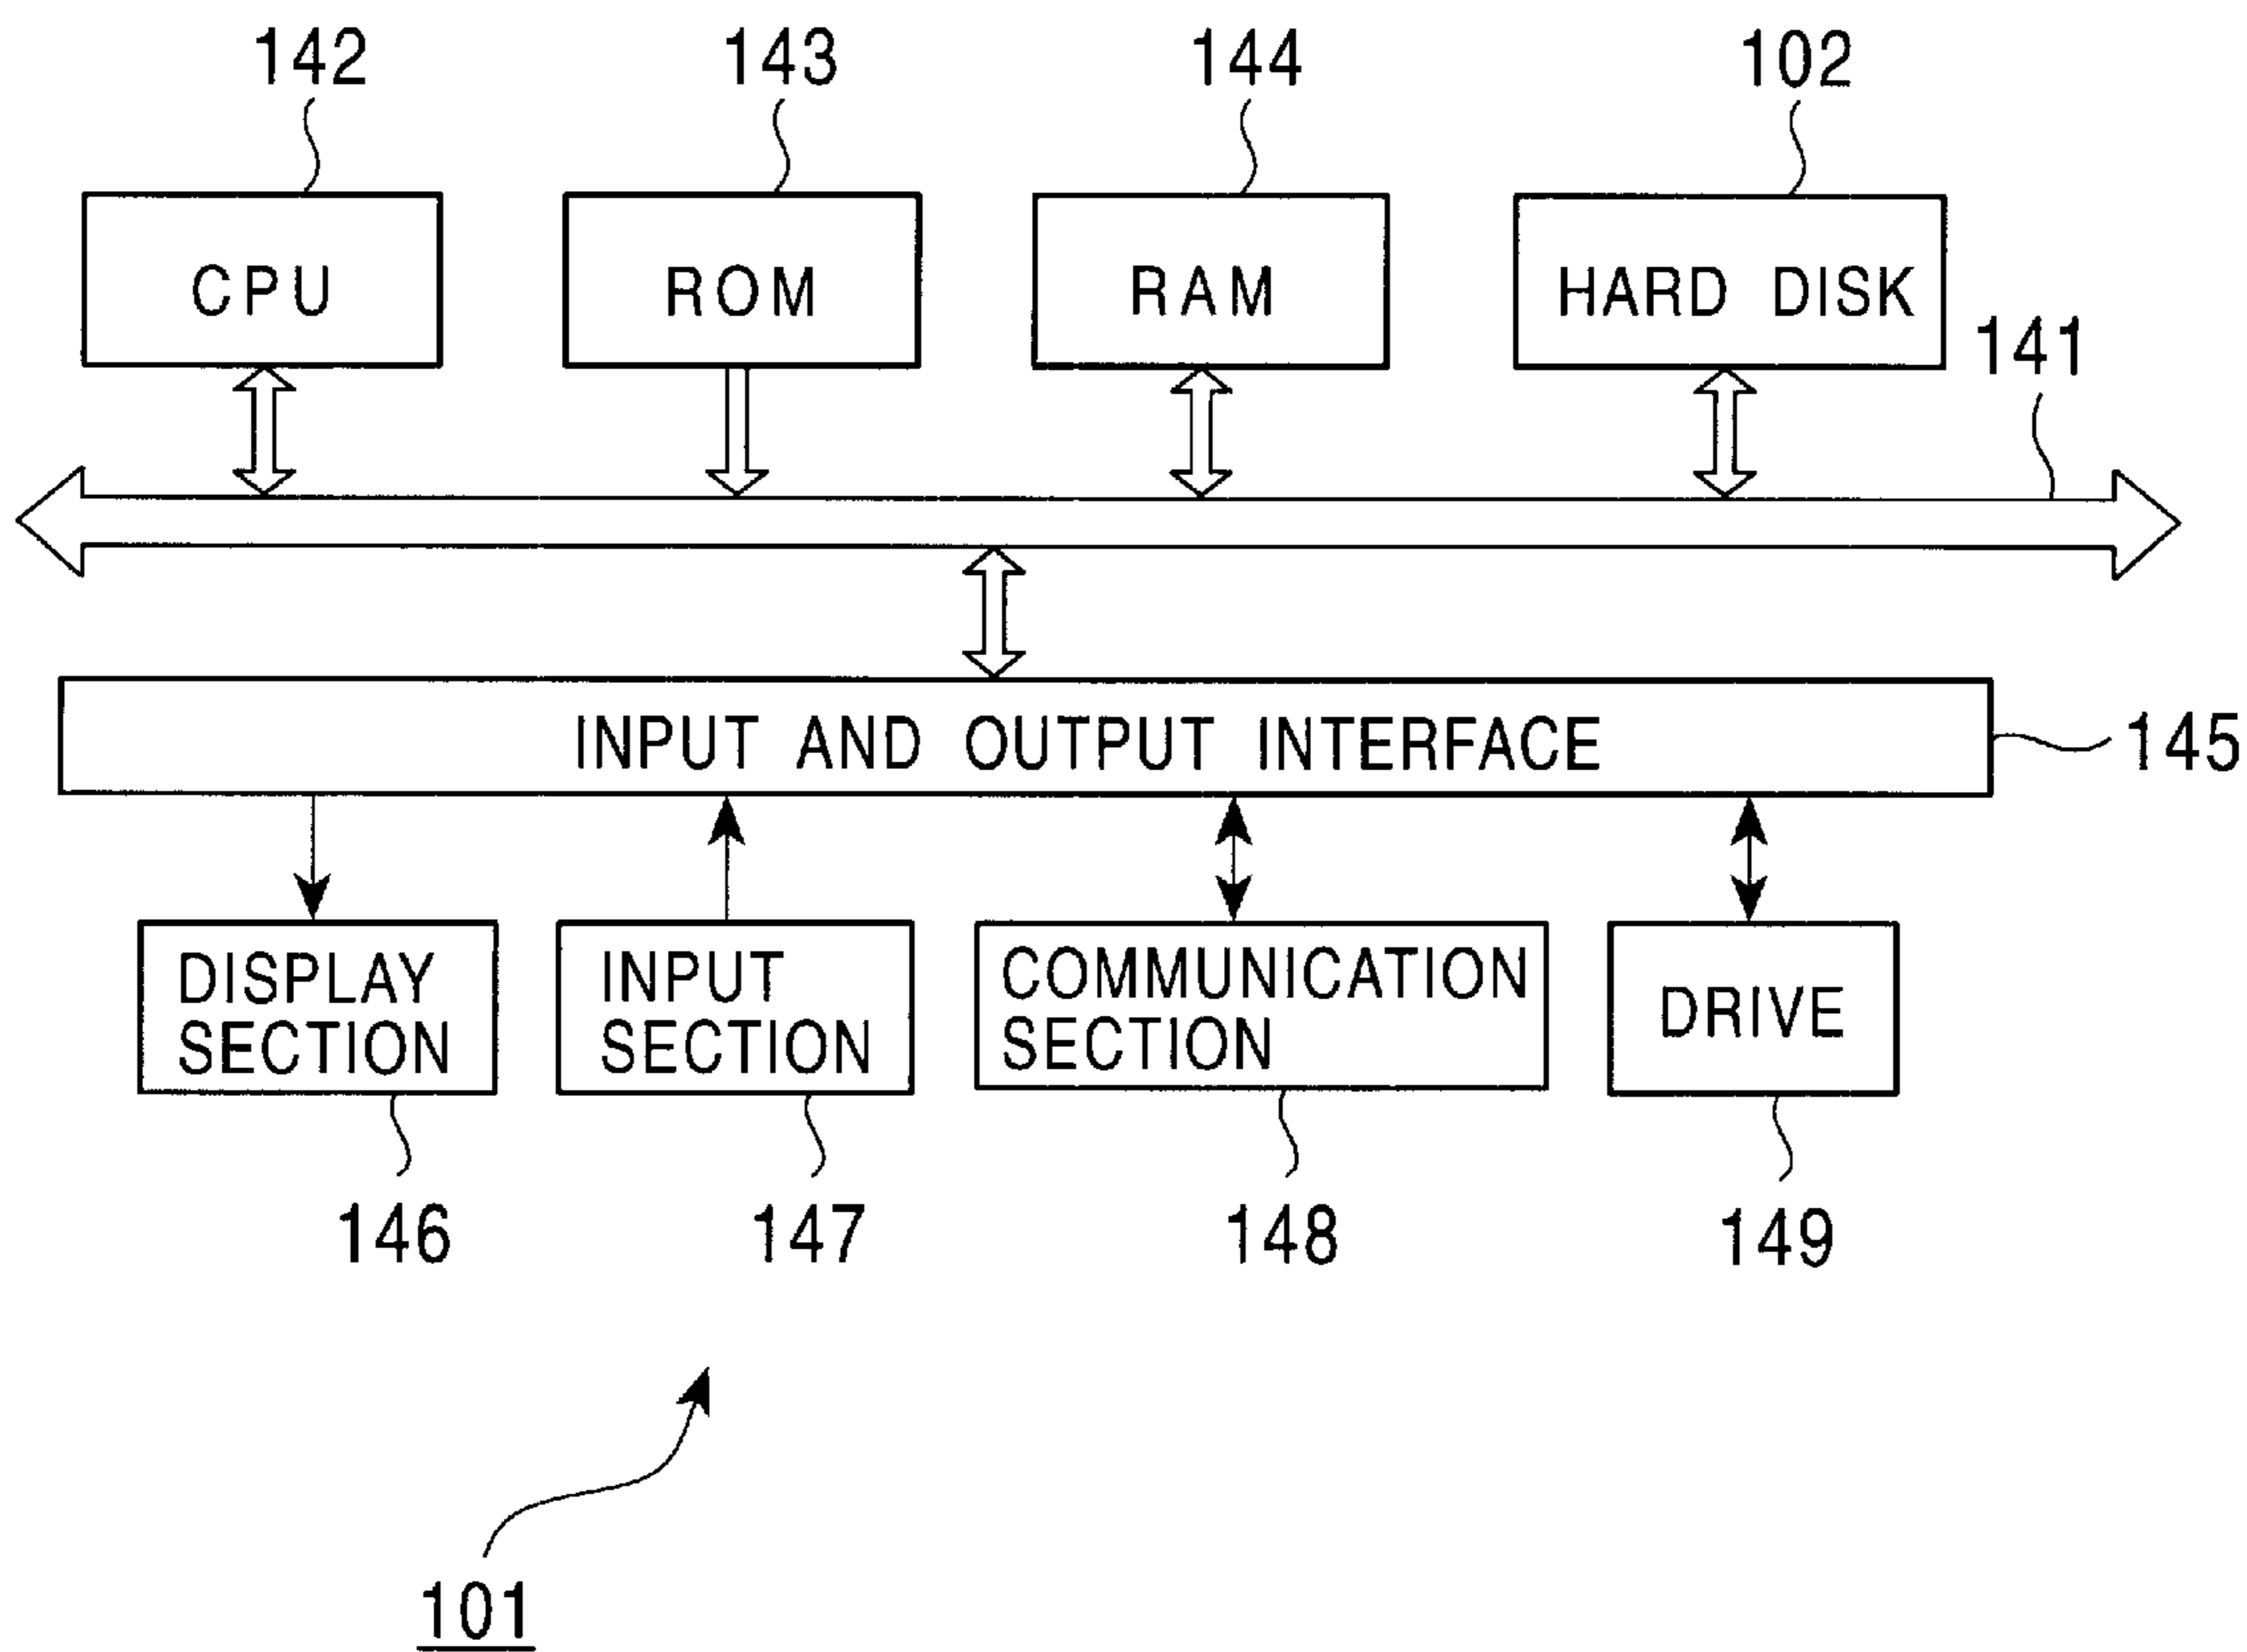 142 143 144 102
CPU ROM RAM HARD DISK
141
INPUT AND OUTPUT INTERFACE
145
DISPLAY
SECTION
INPUT
SECTION
COMMUNICATION
SECTION
DRIVE
146 147 148 149
101